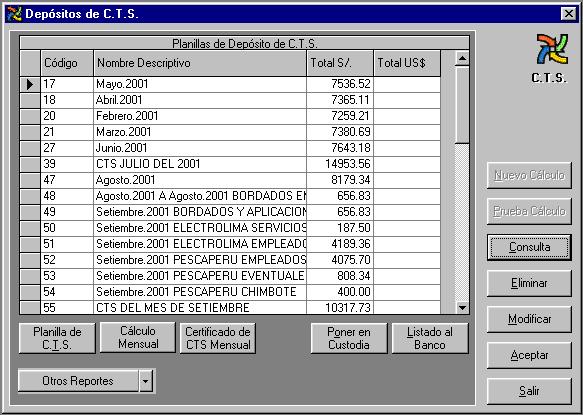 Depósitos de C.T.S.
Planillas de Depósito de C.T.S.
Código Nombre Descriptivo Total S/. Total US$
17 Mayo.2001 7536.52
18 Abril.2001 7365.11
20 Febrero.2001 7259.21
21 Marzo.2001 7380.69
27 Junio.2001 7643.18
39 CTS JULIO DEL 2001 14953.56
47 Agosto.2001 8179.34
48 Agosto.2001 A Agosto.2001 BORDADOS EN 656.83
49 Setiembre.2001 BORDADOS Y APLICACION 656.83
50 Setiembre.2001 ELECTROLIMA SERVICIOS 187.50
51 Setiembre.2001 ELECTROLIMA EMPLEADO 4189.36
52 Setiembre.2001 PESCAPERU EMPLEADOS 4075.70
53 Setiembre.2001 PESCAPERU EVENTUALE 808.34
54 Setiembre.2001 PESCAPERU CHIMBOTE 400.00
55 CTS DEL MES DE SETIEMBRE 10317.73
Planilla de
C.T.S.
Cálculo
Mensual
Certificado de
CTS Mensual
Poner en
Custodia
Listado al
Banco
Otros Reportes
C.T.S.
Nuevo Cálculo
Prueba Cálculo
Consulta
Eliminar
Modificar
Aceptar
Salir